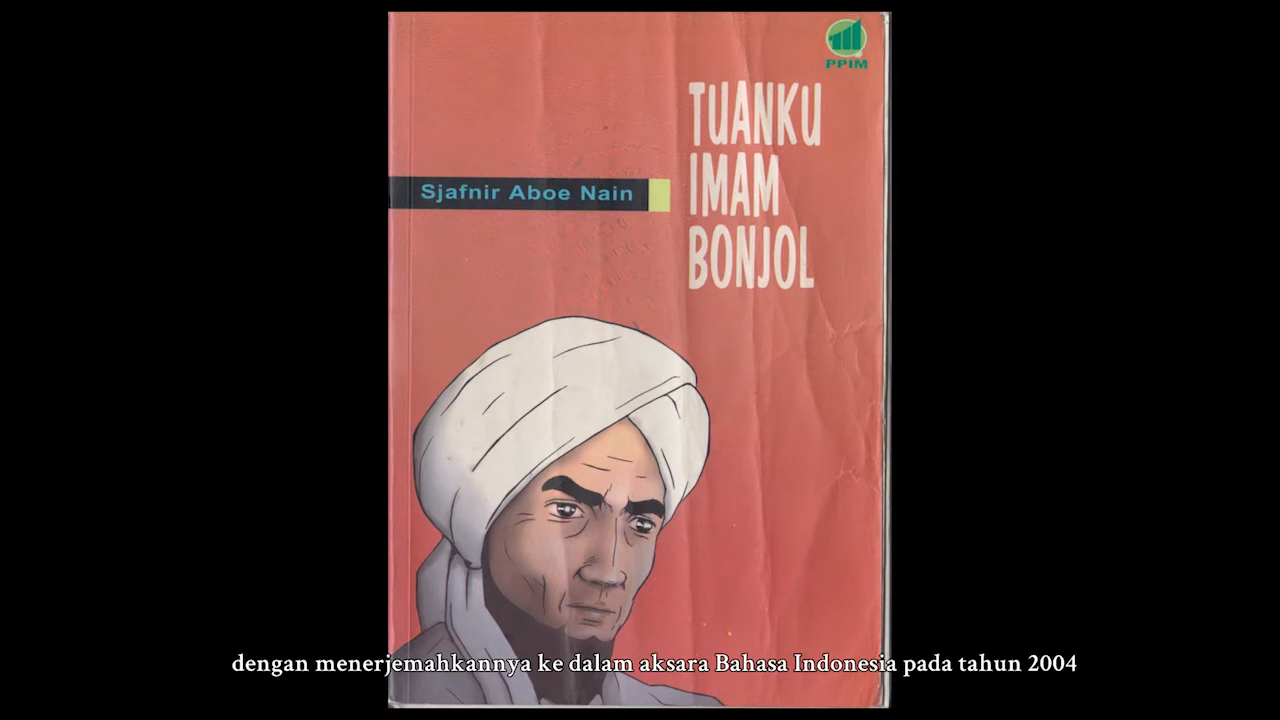 PPIM
TUANKU
IMAM
BONJOL
Sjafnir Aboe Nain
dengan menerjemahkannya ke dalam aksara Bahasa Indonesia pada tahun 2004